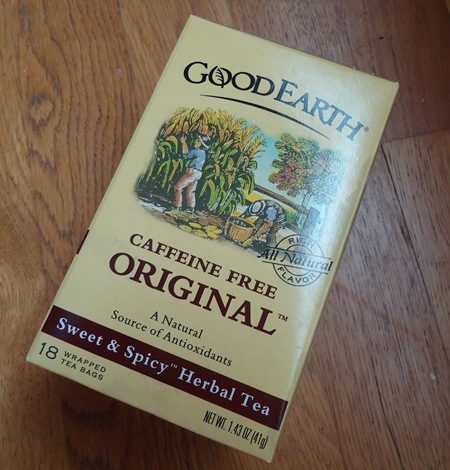 GOOD EARTH®
RICH
All Natural
FLAVOR
CAFFEINE FREE
ORIGINAL™
A Natural
Source of Antioxidants
Sweet & Spicy™ Herbal Tea
18 WRAPPED
TEA BAGS
NET WT. 1.43 OZ (41g)